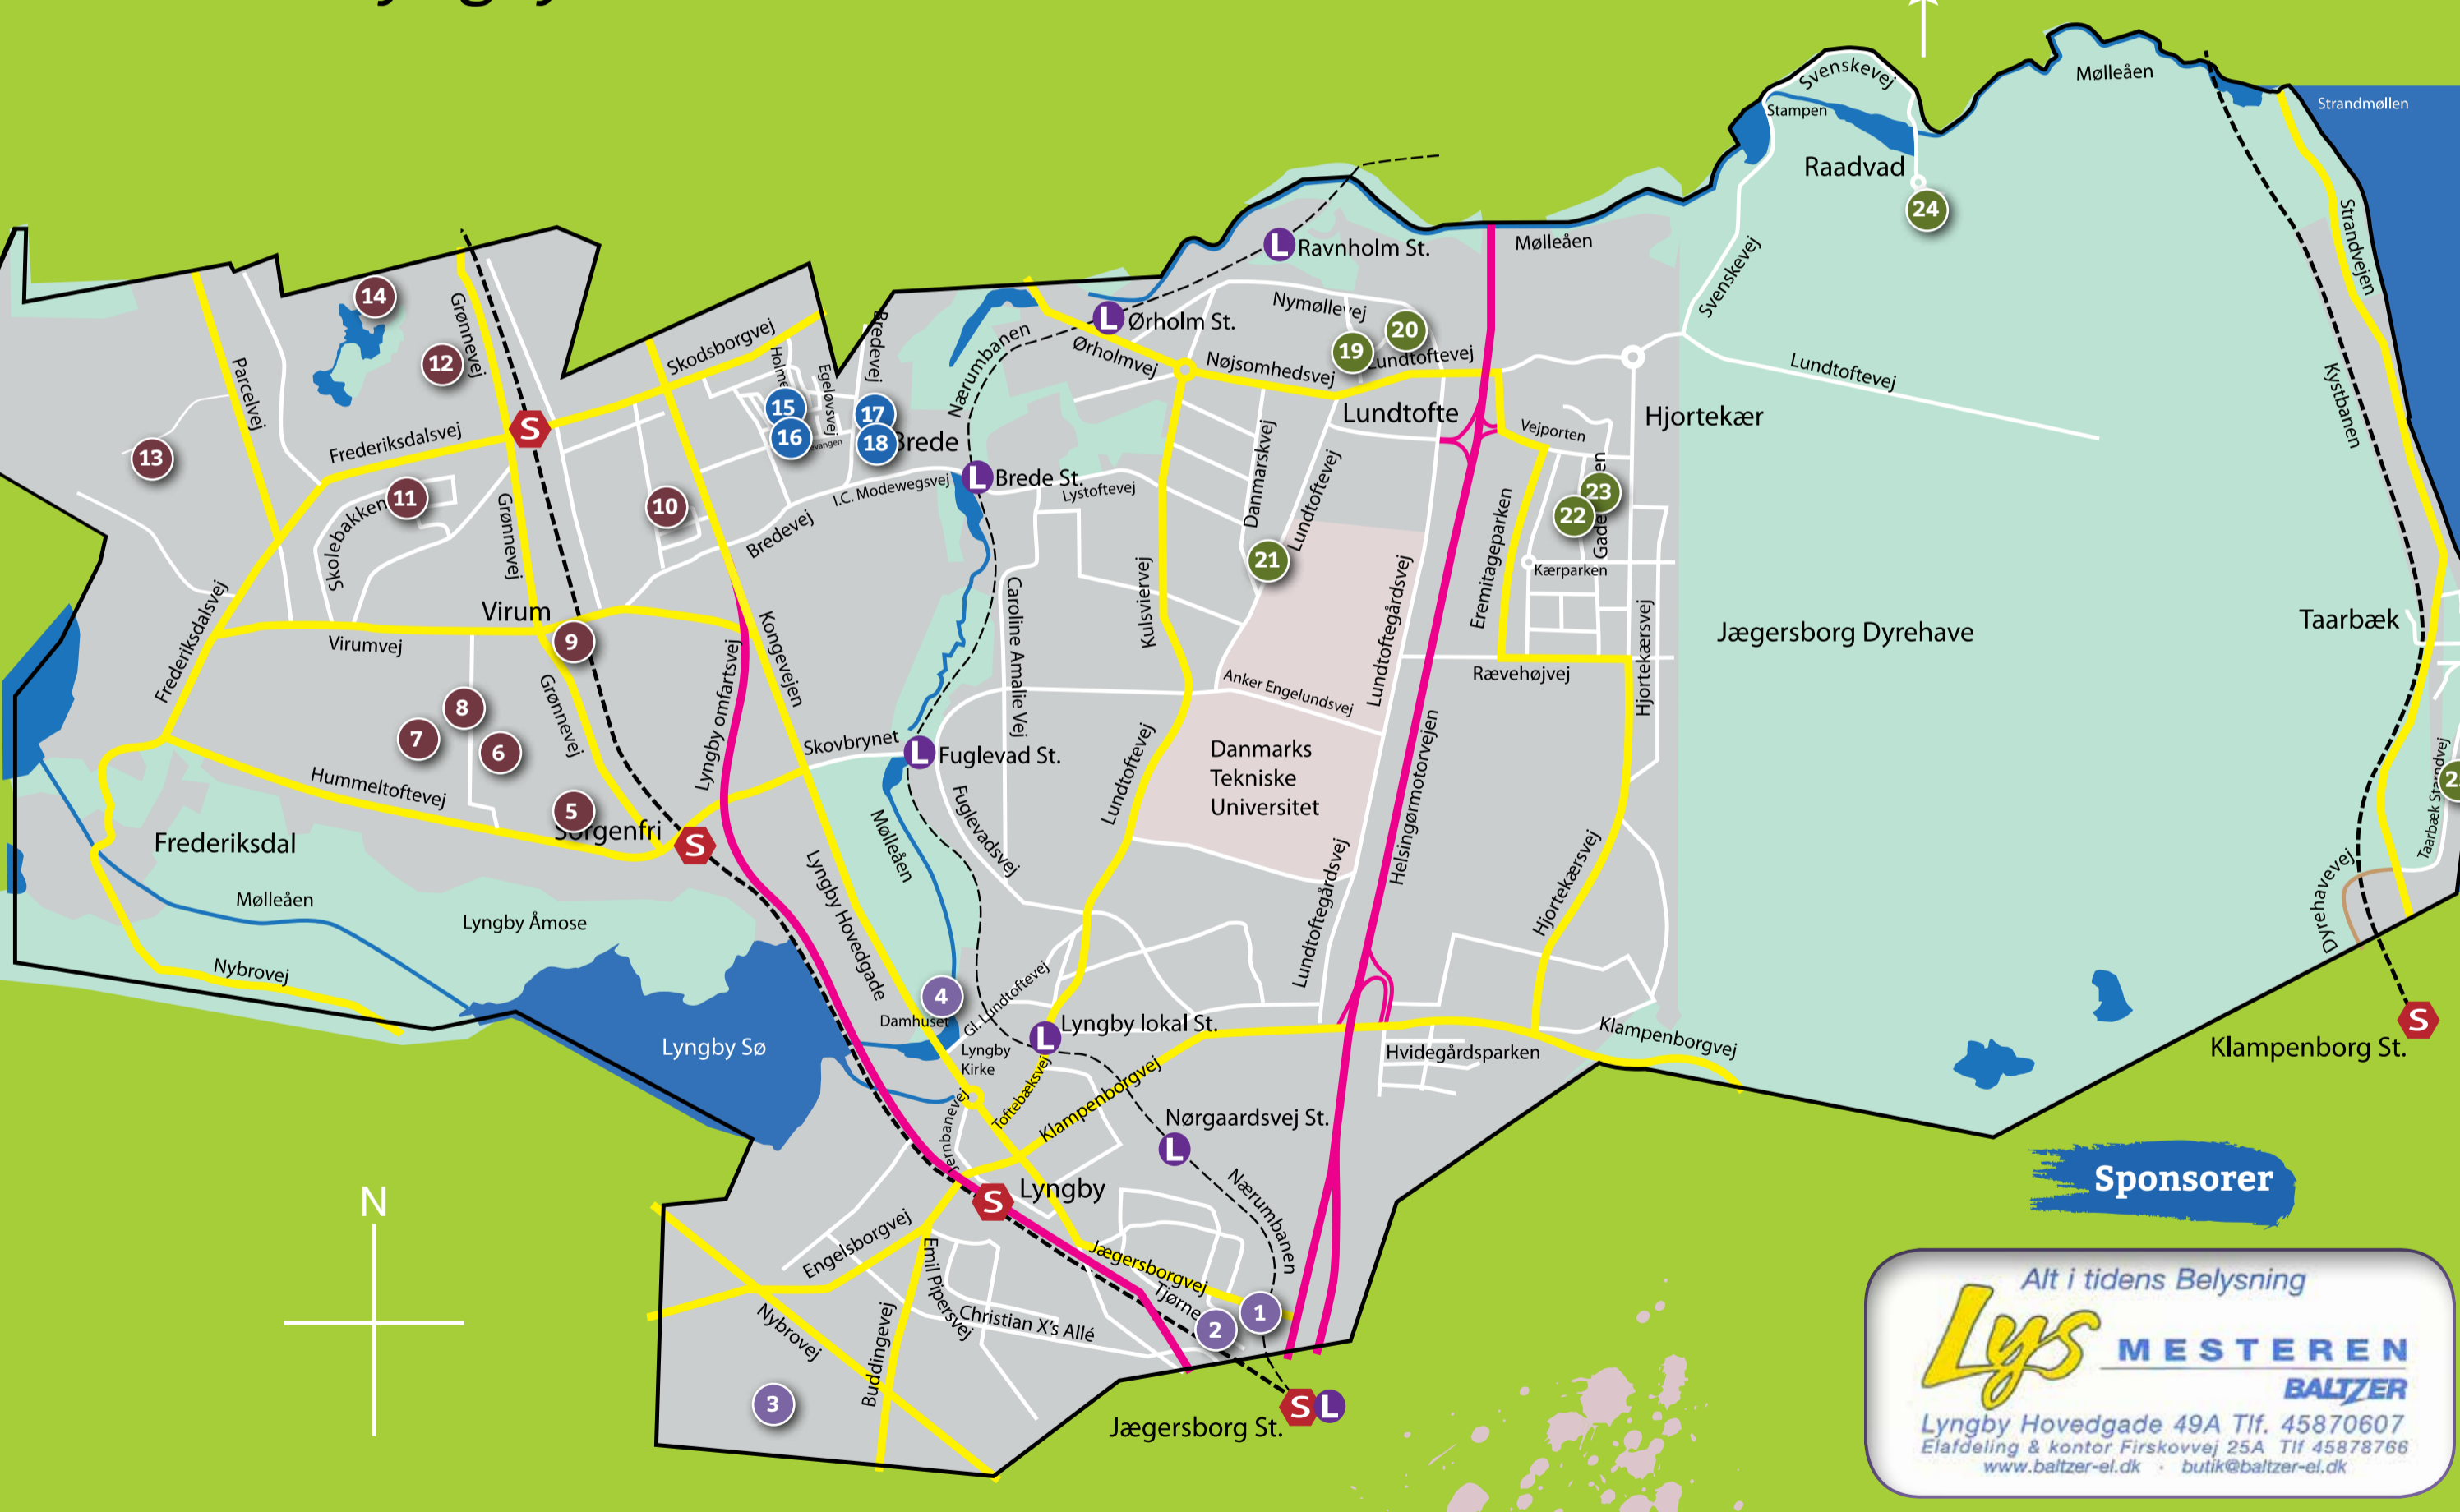 Svenskevej
Mølleåen
Stampen
Strandmøllen
Raadvad
24
Strandvejen
Svenskevej
Mølleåen
L Ravnholm St.
14
Nymøllevej
L Ørholm St.
20
19
Lundtoftevej
Grønnevej
Skodsborgvej
Bredevej
Nærumbanen
Ørholmvej
Nøjsomhedsvej
12
Parcelvej
Egeløvsvej
Lundtoftevej
Kystbanen
15
17
16
18
Brede
Lundtofte
Hjortekær
S
Frederiksdalsvej
Vejporten
13
11
10
I.C. Modewegsvej
L Brede St.
Lystoftevej
Danmarksvej
Lundtoftevej
23
22
Skolebakken
Grønnevej
Bredevej
21
Eremitageparken
Kærparken
Kulsviervej
Caroline Amalie Vej
Lundtoftegårdsvej
Frederiksdalsvej
Virum
9
Virumvej
Kongevejen
Hjortekærsvej
Jægersborg Dyrehave
Taarbæk
Lyngby omfartsvej
Grønnevej
Anker Engelundsvej
Rævehøjvej
8
7
6
Skovbrynet
L Fuglevad St.
Lundtoftevej
Danmarks
Tekniske
Universitet
Helsingørmotorvejen
Hummeltoftevej
5
Sorgenfri
S
Fuglevadsvej
Mølleåen
Frederiksdal
Lundtoftegårdsvej
Hjortekærsvej
Dyrehavevej
Mølleåen
Lyngby Åmose
Lyngby Hovedgade
Nybrovej
4
Damhuset
Gl. Lundtoftevej
L Lyngby lokal St.
S
Klampenborg St.
Klampenborgvej
Hvidegårdsparken
Lyngby Sø
Lyngby
Kirke
Toftebæksvej
Klampenborgvej
Nørgaardsvej St.
L
Jernbanevej
Nærumbanen
S Lyngby
Sponsorer
N
Engelsborgvej
Emil Pipersvej
Jægersborgvej
1
2
Christian X's Allé
Nybrovej
Buddingevej
3
S L
Jægersborg St.
Alt i tidens Belysning
Lys MESTEREN
BALTZER
Lyngby Hovedgade 49A Tlf. 45870607
Elafdeling & kontor Firskovvej 25A Tlf 45878766
www.baltzer-el.dk · butik@baltzer-el.dk